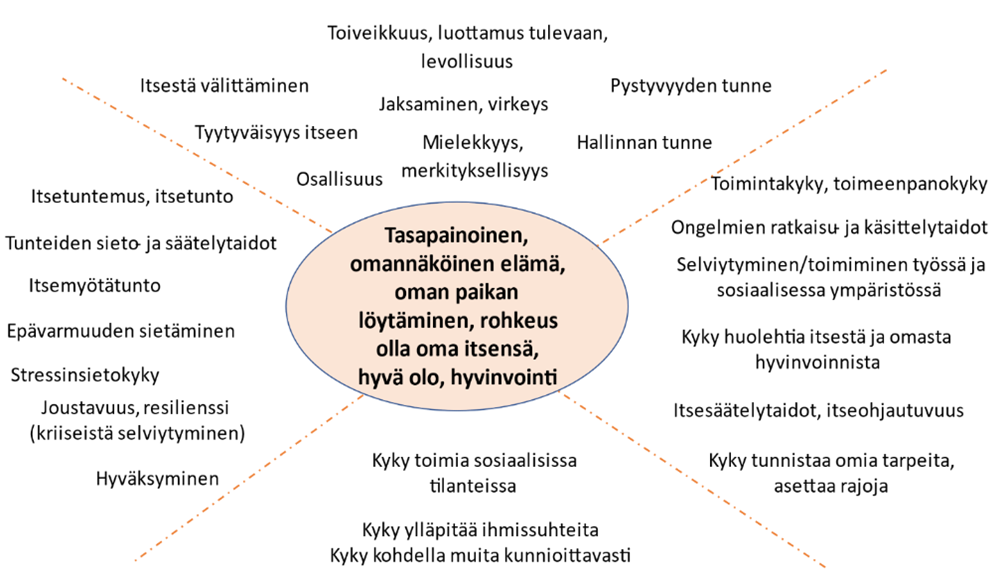 Toiveikkuus, luottamus tulevaan,
levollisuus
Itsestä välittäminen
Jaksaminen, virkeys
Pystyvyyden tunne
Tyytyväisyys itseen
Mielekkyys,
merkityksellisyys
Hallinnan tunne
Osallisuus
Itsetuntemus, itsetunto
Tunteiden sieto- ja säätelytaidot
Itsemyötätunto
Epävarmuuden sietäminen
Stressinsietokyky
Joustavuus, resilienssi
(kriiseistä selviytyminen)
Hyväksyminen
Tasapainoinen,
omannäköinen elämä,
oman paikan
löytäminen, rohkeus
olla oma itsensä,
hyvä olo, hyvinvointi
Toimintakyky, toimeenpanokyky
Ongelmien ratkaisu- ja käsittelytaidot
Selviytyminen/toimiminen työssä ja
sosiaalisessa ympäristössä
Kyky huolehtia itsestä ja omasta
hyvinvoinnista
Itsesäätelytaidot, itseohjautuvuus
Kyky tunnistaa omia tarpeita,
asettaa rajoja
Kyky toimia sosiaalisissa
tilanteissa
Kyky ylläpitää ihmissuhteita
Kyky kohdella muita kunnioittavasti